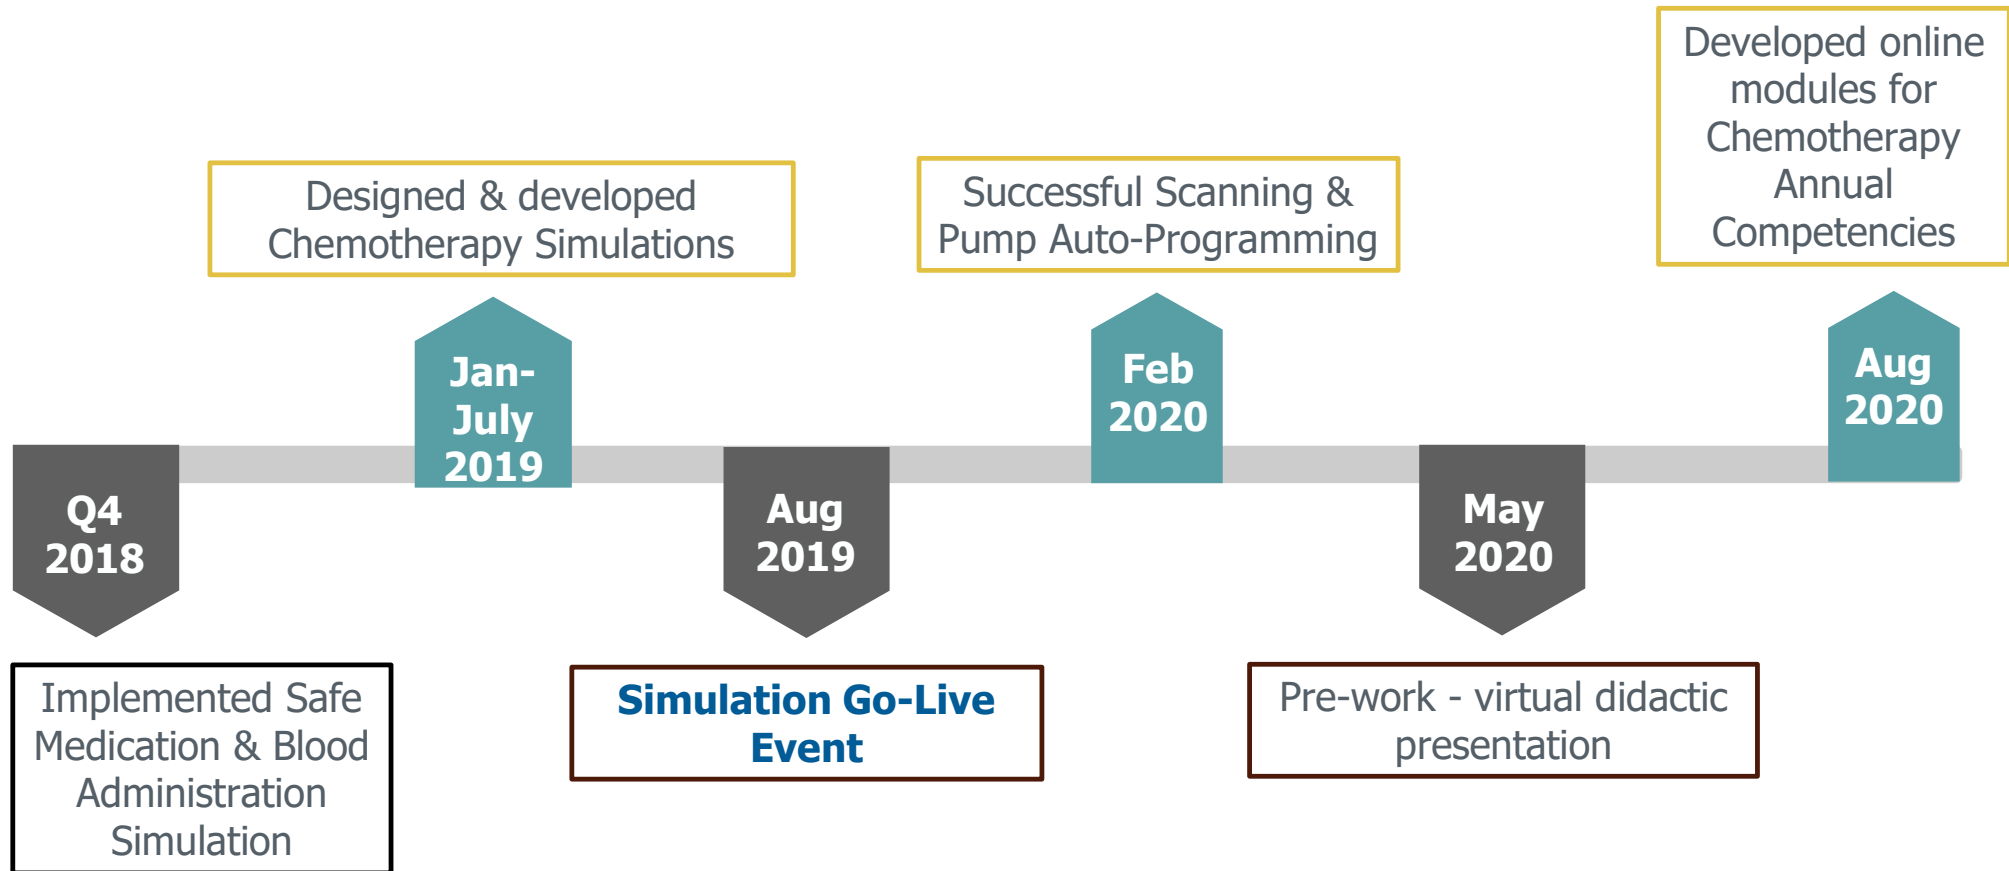 Developed online
modules for
Chemotherapy
Annual
Competencies
Designed & developed
Chemotherapy Simulations
Successful Scanning &
Pump Auto-Programming
Jan-
July
2019
Feb
2020
Aug
2020
Q4
2018
Aug
2019
May
2020
Implemented Safe
Medication & Blood
Administration
Simulation
Simulation Go-Live
Event
Pre-work - virtual didactic
presentation